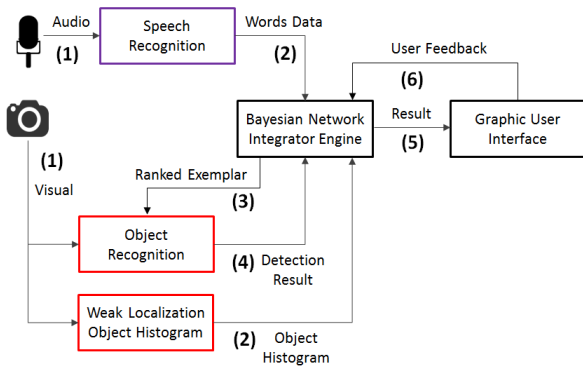 Audio
(1)
Speech
Recognition
Words Data
(2)
User Feedback
(6)
(1)
Visual
Bayesian Network
Integrator Engine
Result
(5)
Graphic User
Interface
Ranked Exemplar
(3)
Object
Recognition
(4)
Detection
Result
Weak Localization
Object Histogram
(2)
Object
Histogram